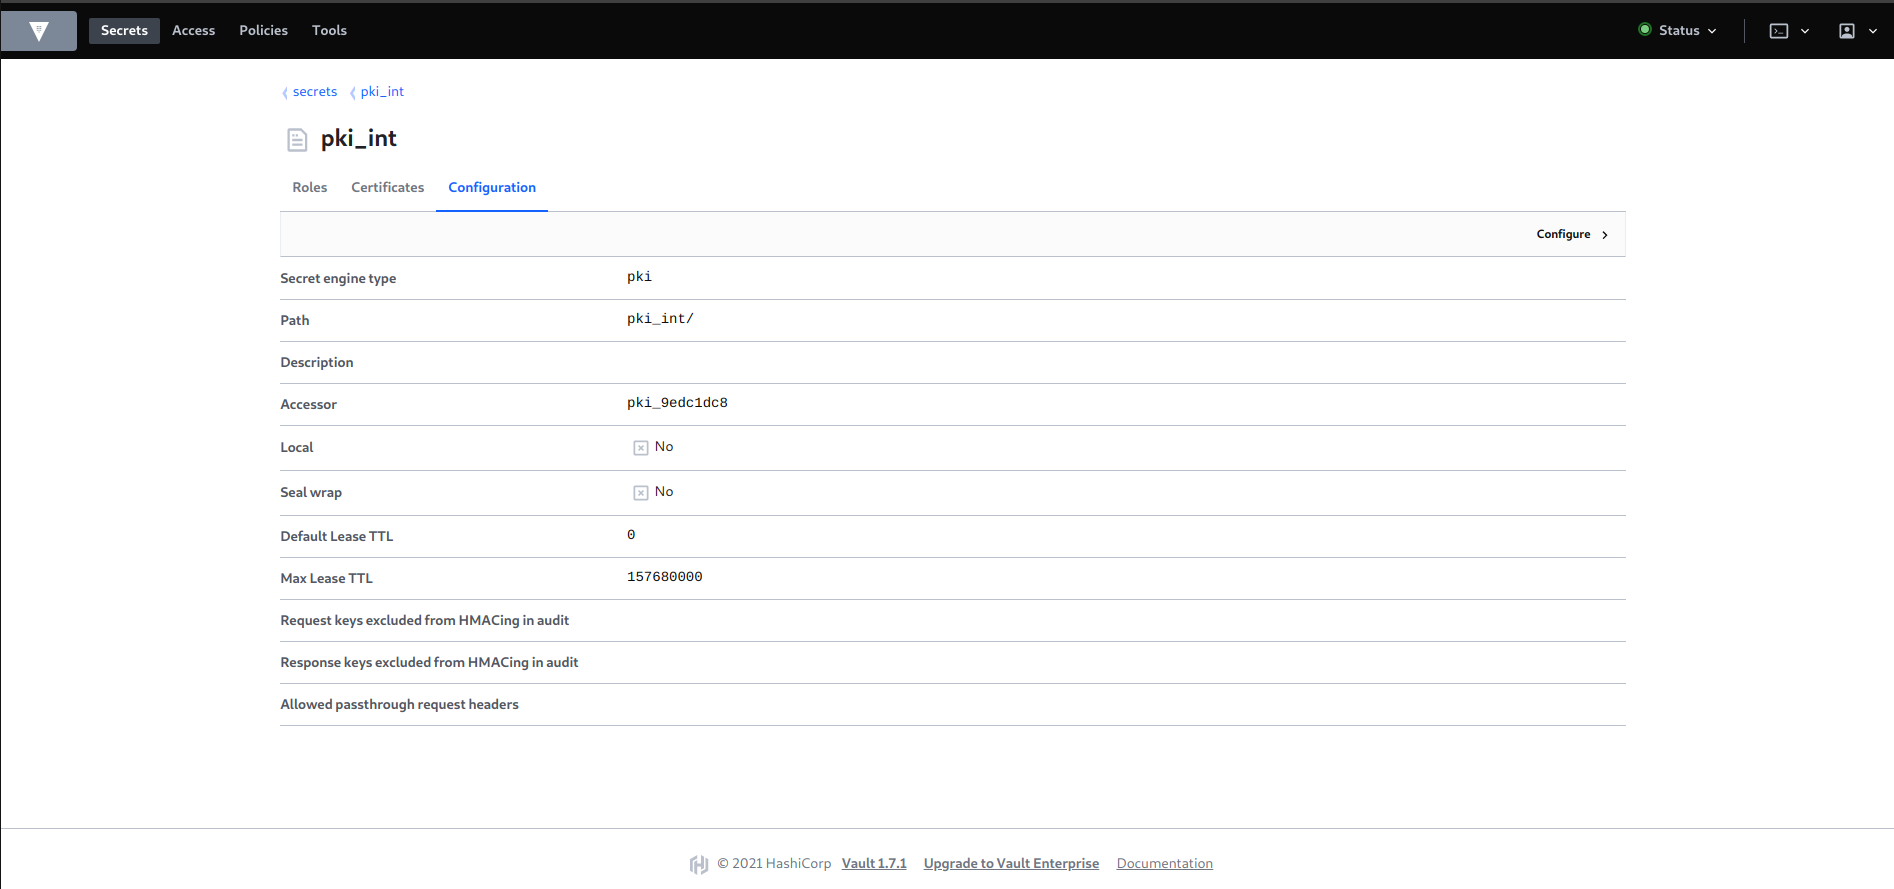 Secrets Access Policies Tools Status
secrets pki_int
pki_int
Roles Certificates Configuration
Configure
Secret engine type pki
Path pki_int/
Description
Accessor pki_9edc1dc8
Local No
Seal wrap No
Default Lease TTL 0
Max Lease TTL 157680000
Request keys excluded from HMACing in audit
Response keys excluded from HMACing in audit
Allowed passthrough request headers
© 2021 HashiCorp Vault 1.7.1 Upgrade to Vault Enterprise Documentation